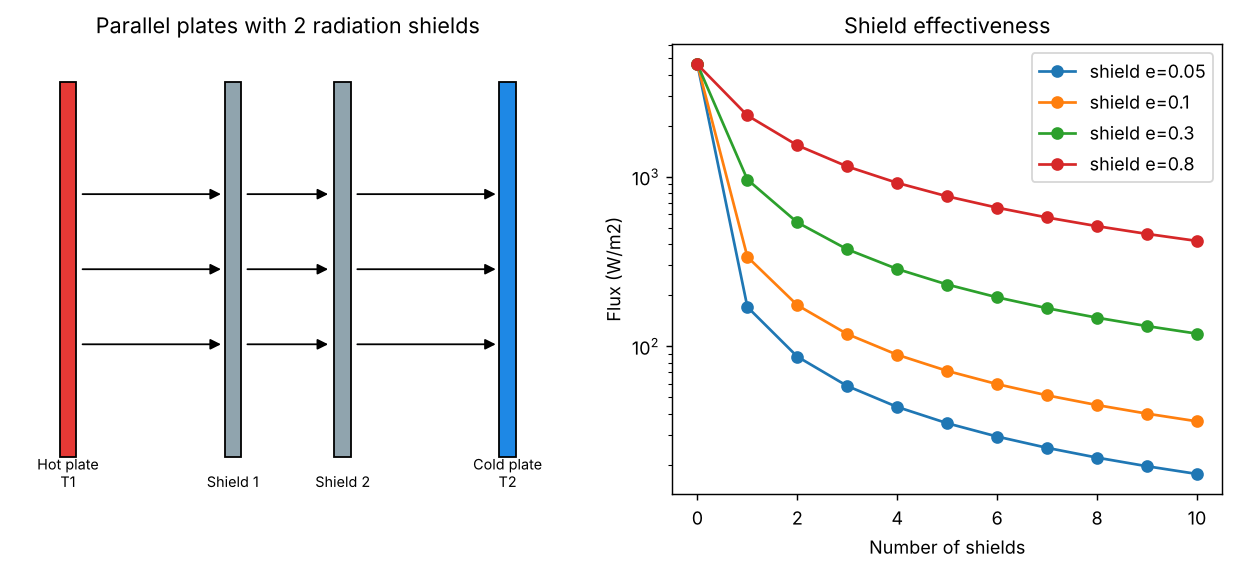 Parallel plates with 2 radiation shields
Hot plate
T1
Shield 1
Shield 2
Cold plate
T2
Shield effectiveness
shield e=0.05
shield e=0.1
shield e=0.3
shield e=0.8
Flux (W/m2)
10³
10²
0 2 4 6 8 10
Number of shields